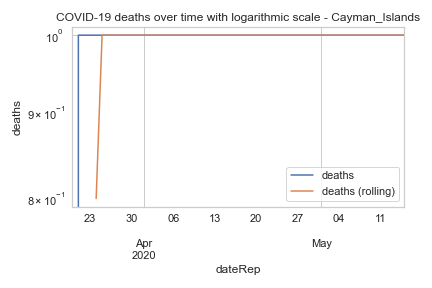 COVID-19 deaths over time with logarithmic scale - Cayman_Islands
10⁰
9 × 10⁻¹
8 × 10⁻¹
deaths
deaths
deaths (rolling)
23 30 06 13 20 27 04 11
Apr May
2020
dateRep